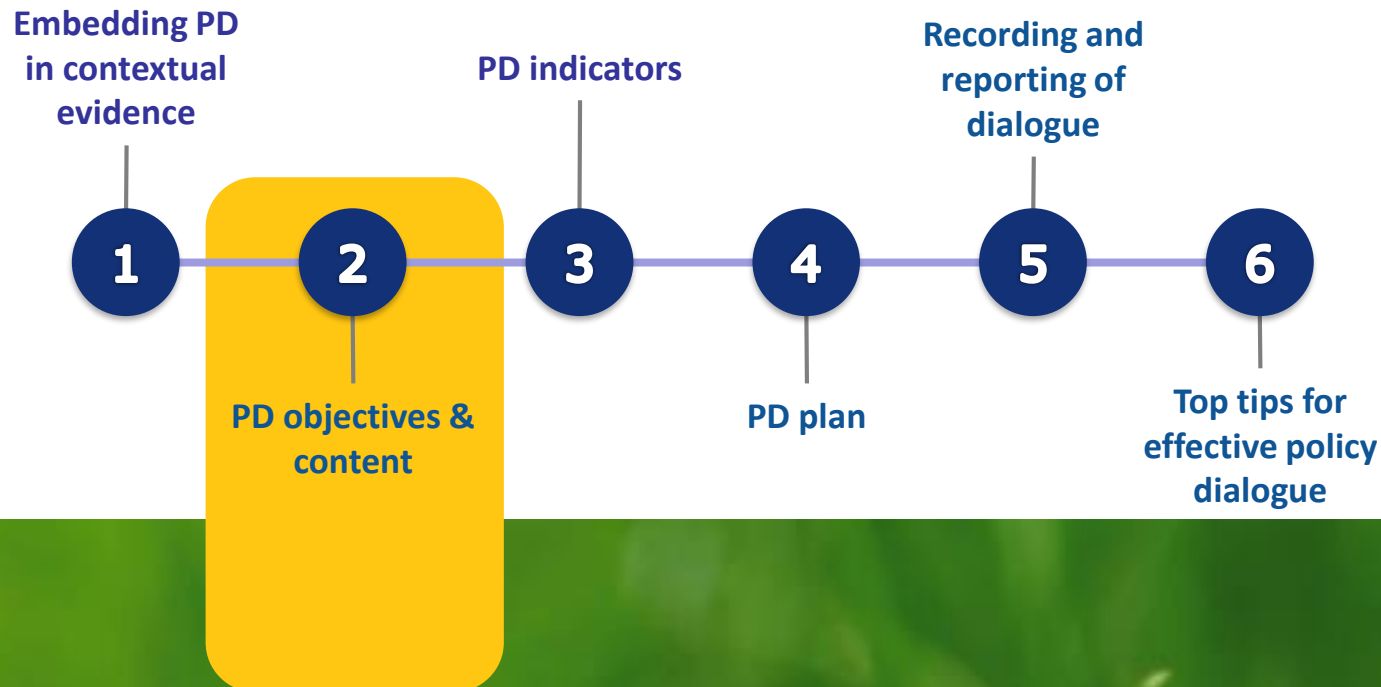 Embedding PD
in contextual
evidence
PD indicators
Recording and
reporting of
dialogue
1
2
3
4
5
6
PD objectives &
content
PD plan
Top tips for
effective policy
dialogue